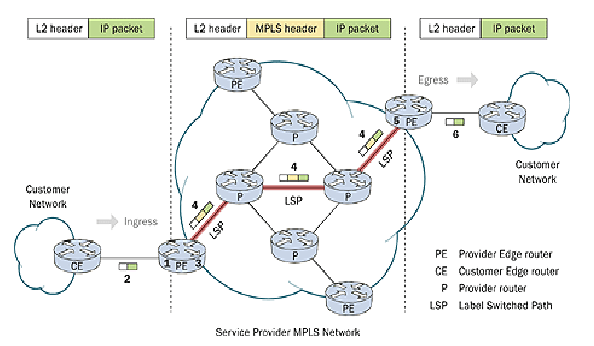 L2 header IP packet
L2 header MPLS header IP packet
L2 header IP packet
PE
P
Egress
5 PE
CE
6
4
LSP
Customer
Network
4
P
LSP
P
4
LSP
Customer
Network
Ingress
CE
2
1 PE 3
P
PE
PE Provider Edge router
CE Customer Edge router
P Provider router
LSP Label Switched Path
Service Provider MPLS Network